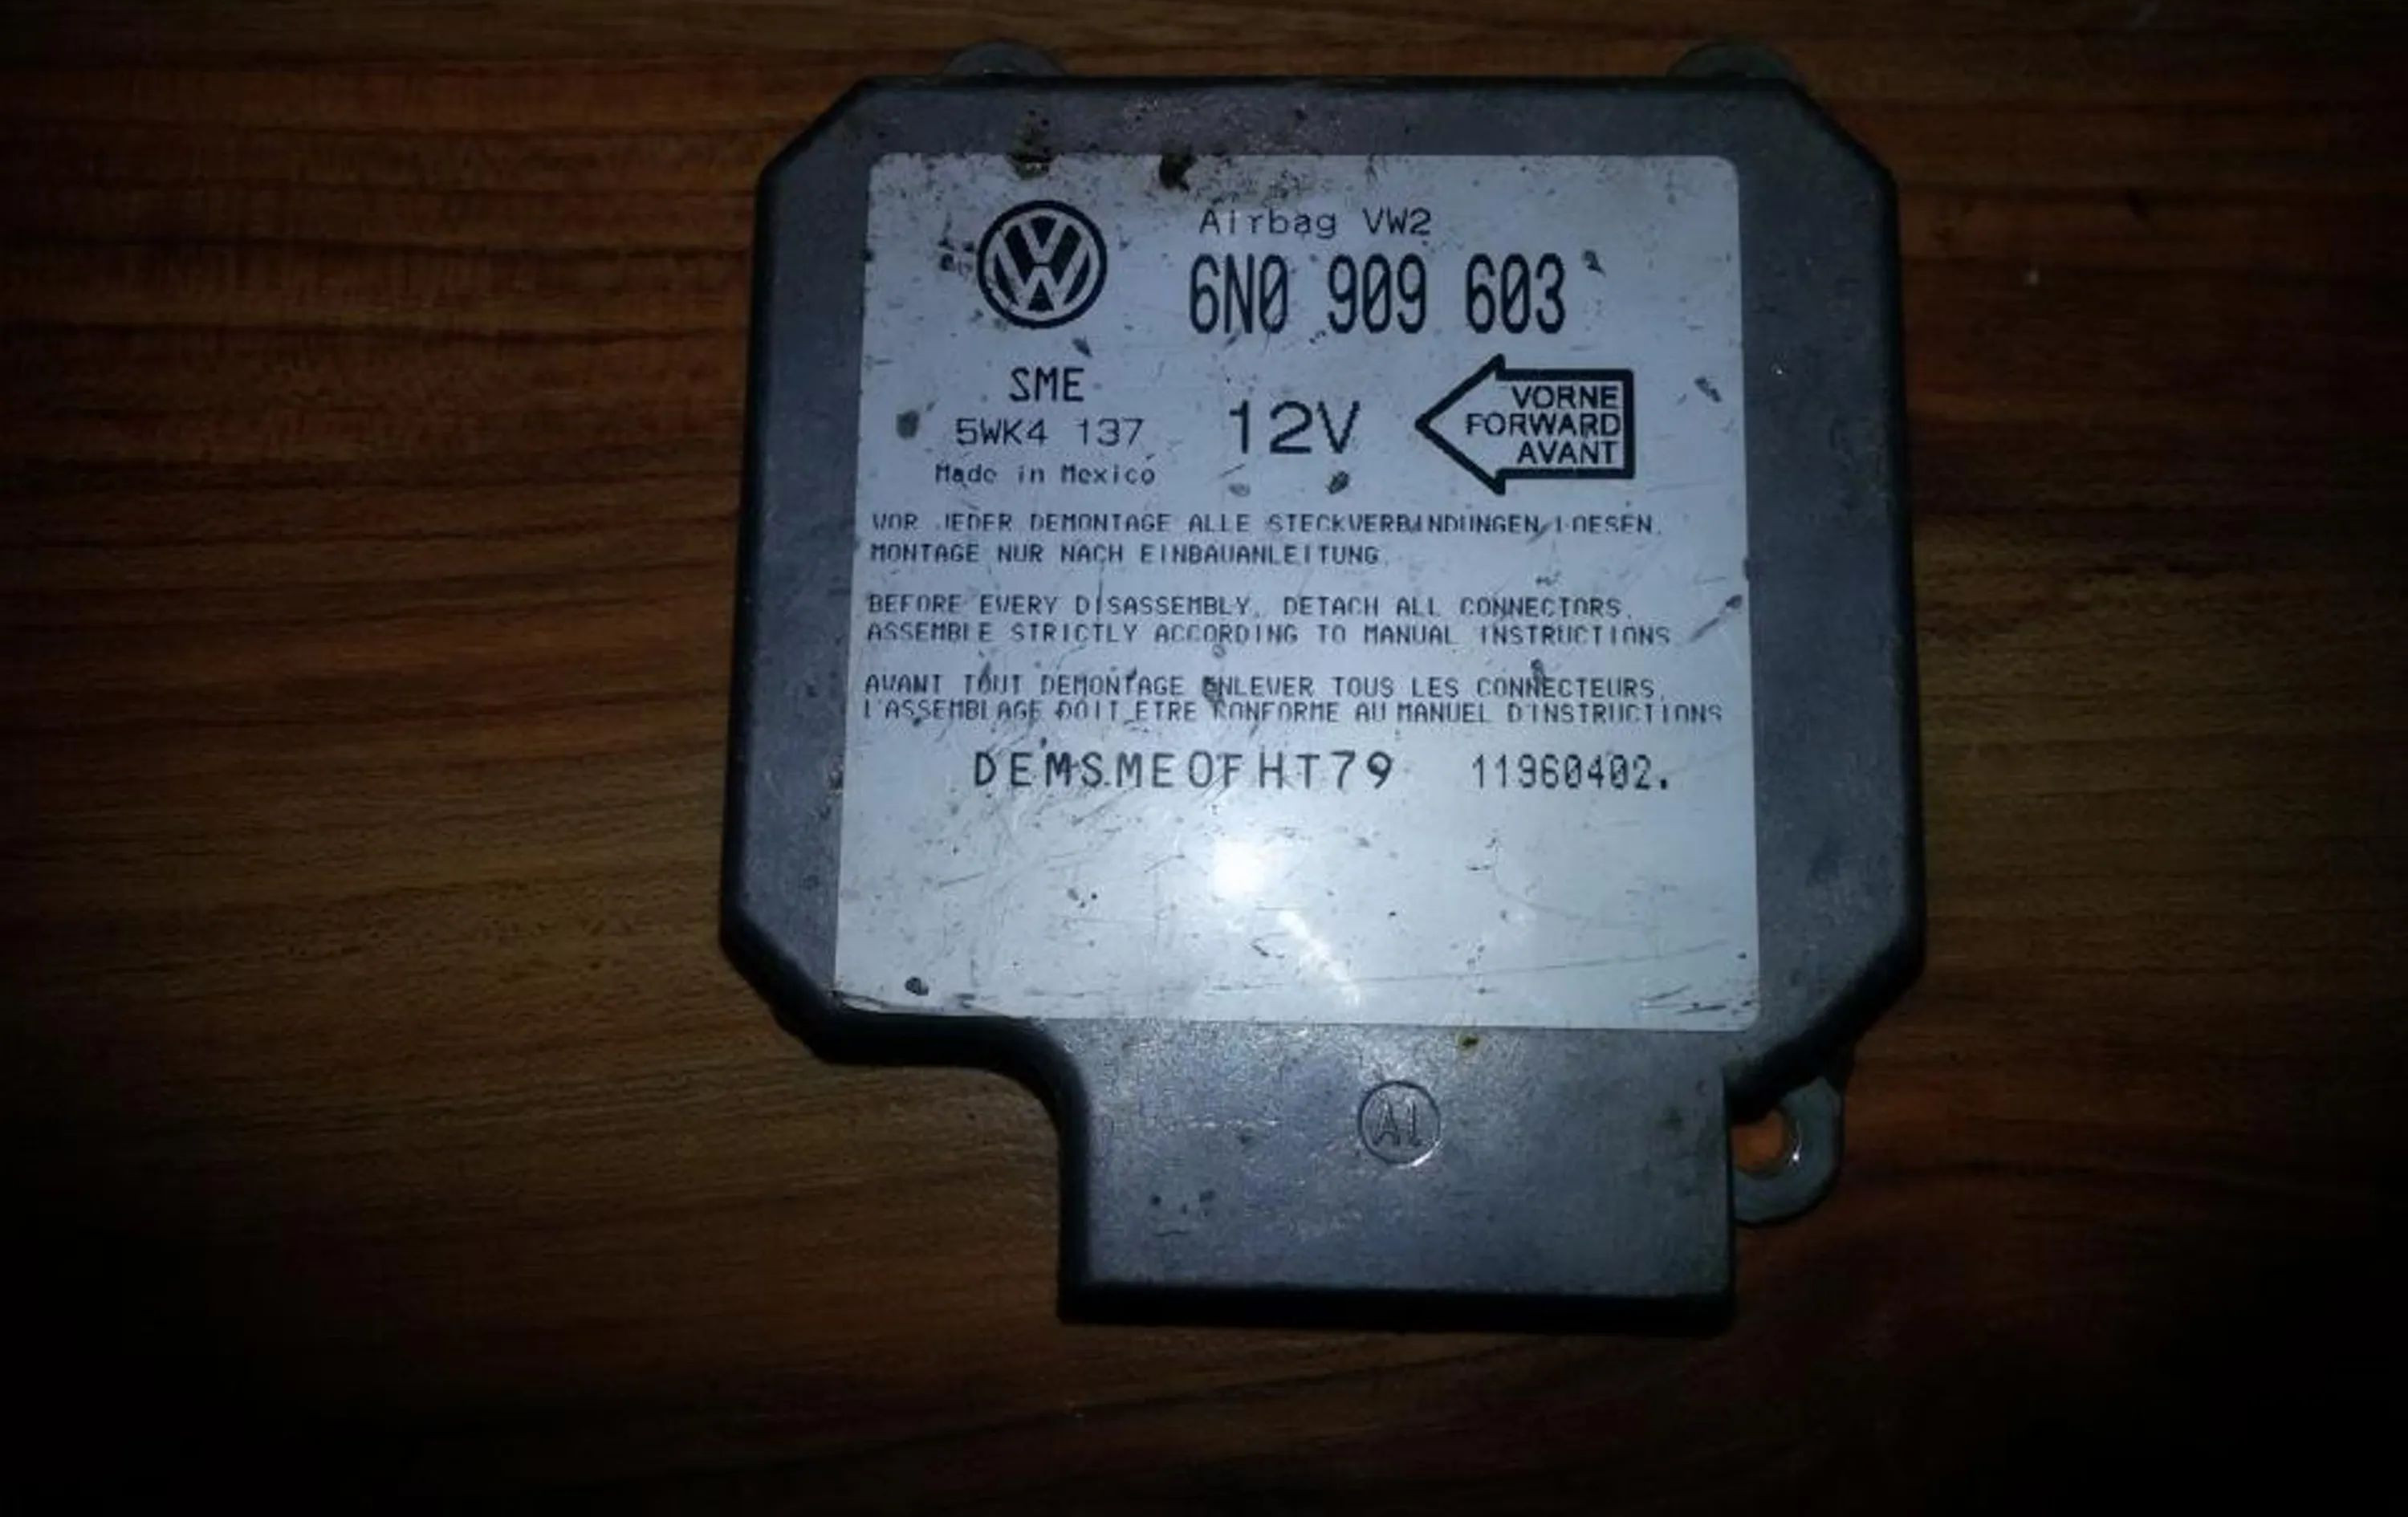 Airbag VW2
6N0 909 603
SME
5WK4 137
Made in Mexico
12V
VORNE
FORWARD
AVANT
VOR JEDER DEMONTAGE ALLE STECKVERBINDUNGEN LOESEN.
MONTAGE NUR NACH EINBAUANLEITUNG.
BEFORE EVERY DISASSEMBLY, DETACH ALL CONNECTORS.
ASSEMBLE STRICTLY ACCORDING TO MANUAL INSTRUCTIONS
AVANT TOUT DEMONTAGE ENLEVER TOUS LES CONNECTEURS.
L'ASSEMBLAGE DOIT ETRE KONFORME AU MANUEL D'INSTRUCTIONS
DEMSMEOFHT79 11960402.
A1